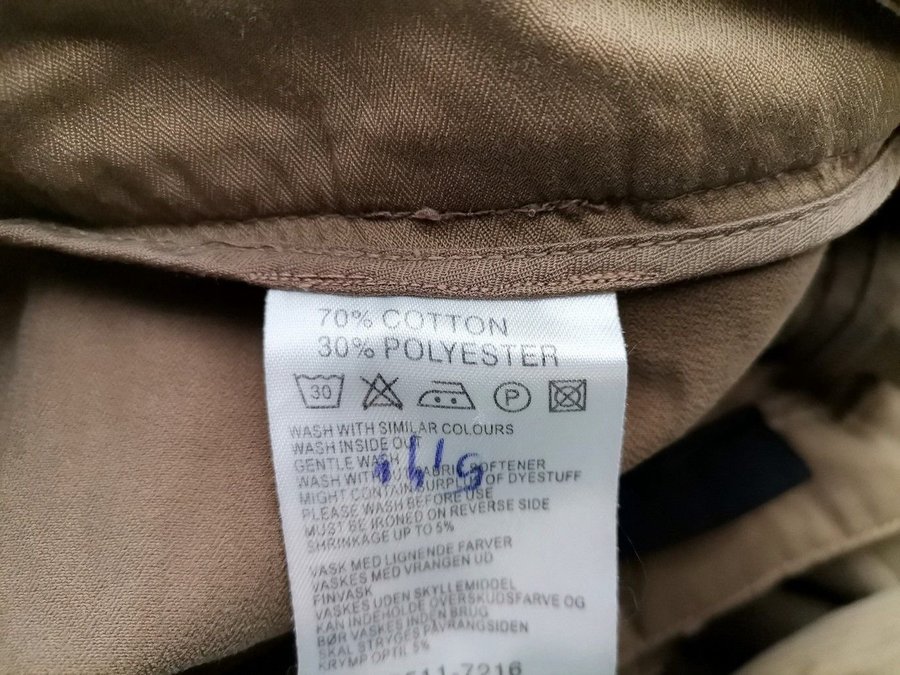 70% COTTON
30% POLYESTER
30 P
WASH WITH SIMILAR COLOURS
WASH INSIDE OUT
GENTLE WASH
WASH WITHOUT FABRIC SOFTENER
MIGHT CONTAIN SURPLUS OF DYESTUFF
PLEASE WASH BEFORE USE
MUST BE IRONED ON REVERSE SIDE
SHRINKAGE UP TO 5%
VASK MED LIGNENDE FARVER
VASKES MED VRANGEN UD
FINVASK
VASKES UDEN SKYLLEMIDDEL
KAN INDEHOLDE OVERSKUDSFARVE OG
BØR VASKES INDEN BRUG
SKAL STRYGES PÅ VRANGSIDEN
KRYMP OPTIL 5%
511-7216